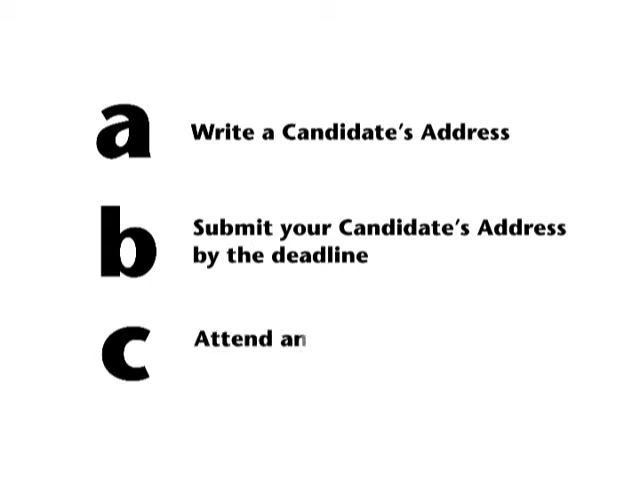 a
Write a Candidate's Address
b
Submit your Candidate's Address
by the deadline
c
Attend an